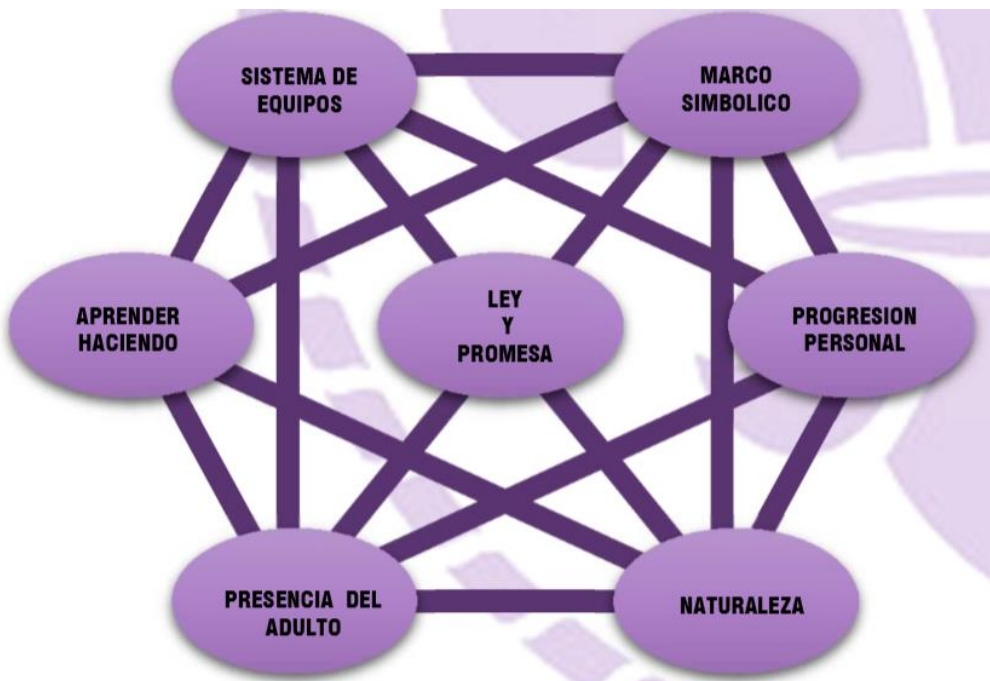 SISTEMA DE
EQUIPOS
MARCO
SIMBOLICO
APRENDER
HACIENDO
LEY
Y
PROMESA
PROGRESION
PERSONAL
PRESENCIA DEL
ADULTO
NATURALEZA